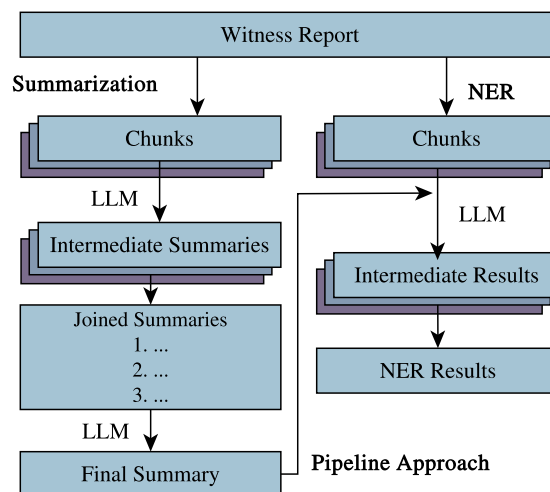 Witness Report
Summarization
NER
Chunks
Chunks
LLM
LLM
Intermediate Summaries
Intermediate Results
Joined Summaries
1. ...
2. ...
3. ...
NER Results
LLM
Final Summary
Pipeline Approach